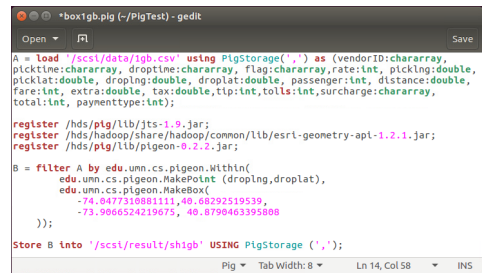 *box1gb.pig (~/PigTest) - gedit
Open Save
A = load '/scsi/data/1gb.csv' using PigStorage(',') as (vendorID:chararray,
picktime:chararray, droptime:chararray, flag:chararray,rate:int, picklng:double,
picklat:double, droplng:double, droplat:double, passenger:int, distance:double,
fare:int, extra:double, tax:double,tip:int,tolls:int,surcharge:chararray,
total:int, paymenttype:int);
register /hds/pig/lib/jts-1.9.jar;
register /hds/hadoop/share/hadoop/common/lib/esri-geometry-api-1.2.1.jar;
register /hds/pig/lib/pigeon-0.2.2.jar;
B = filter A by edu.umn.cs.pigeon.Within(
edu.umn.cs.pigeon.MakePoint (droplng,droplat),
edu.umn.cs.pigeon.MakeBox(
-74.0477310881111,40.68292519539,
-73.9066524219675, 40.8790463395808
));
Store B into '/scsi/result/sh1gb' USING PigStorage (',');
Pig Tab Width: 8 Ln 14, Col 58 INS